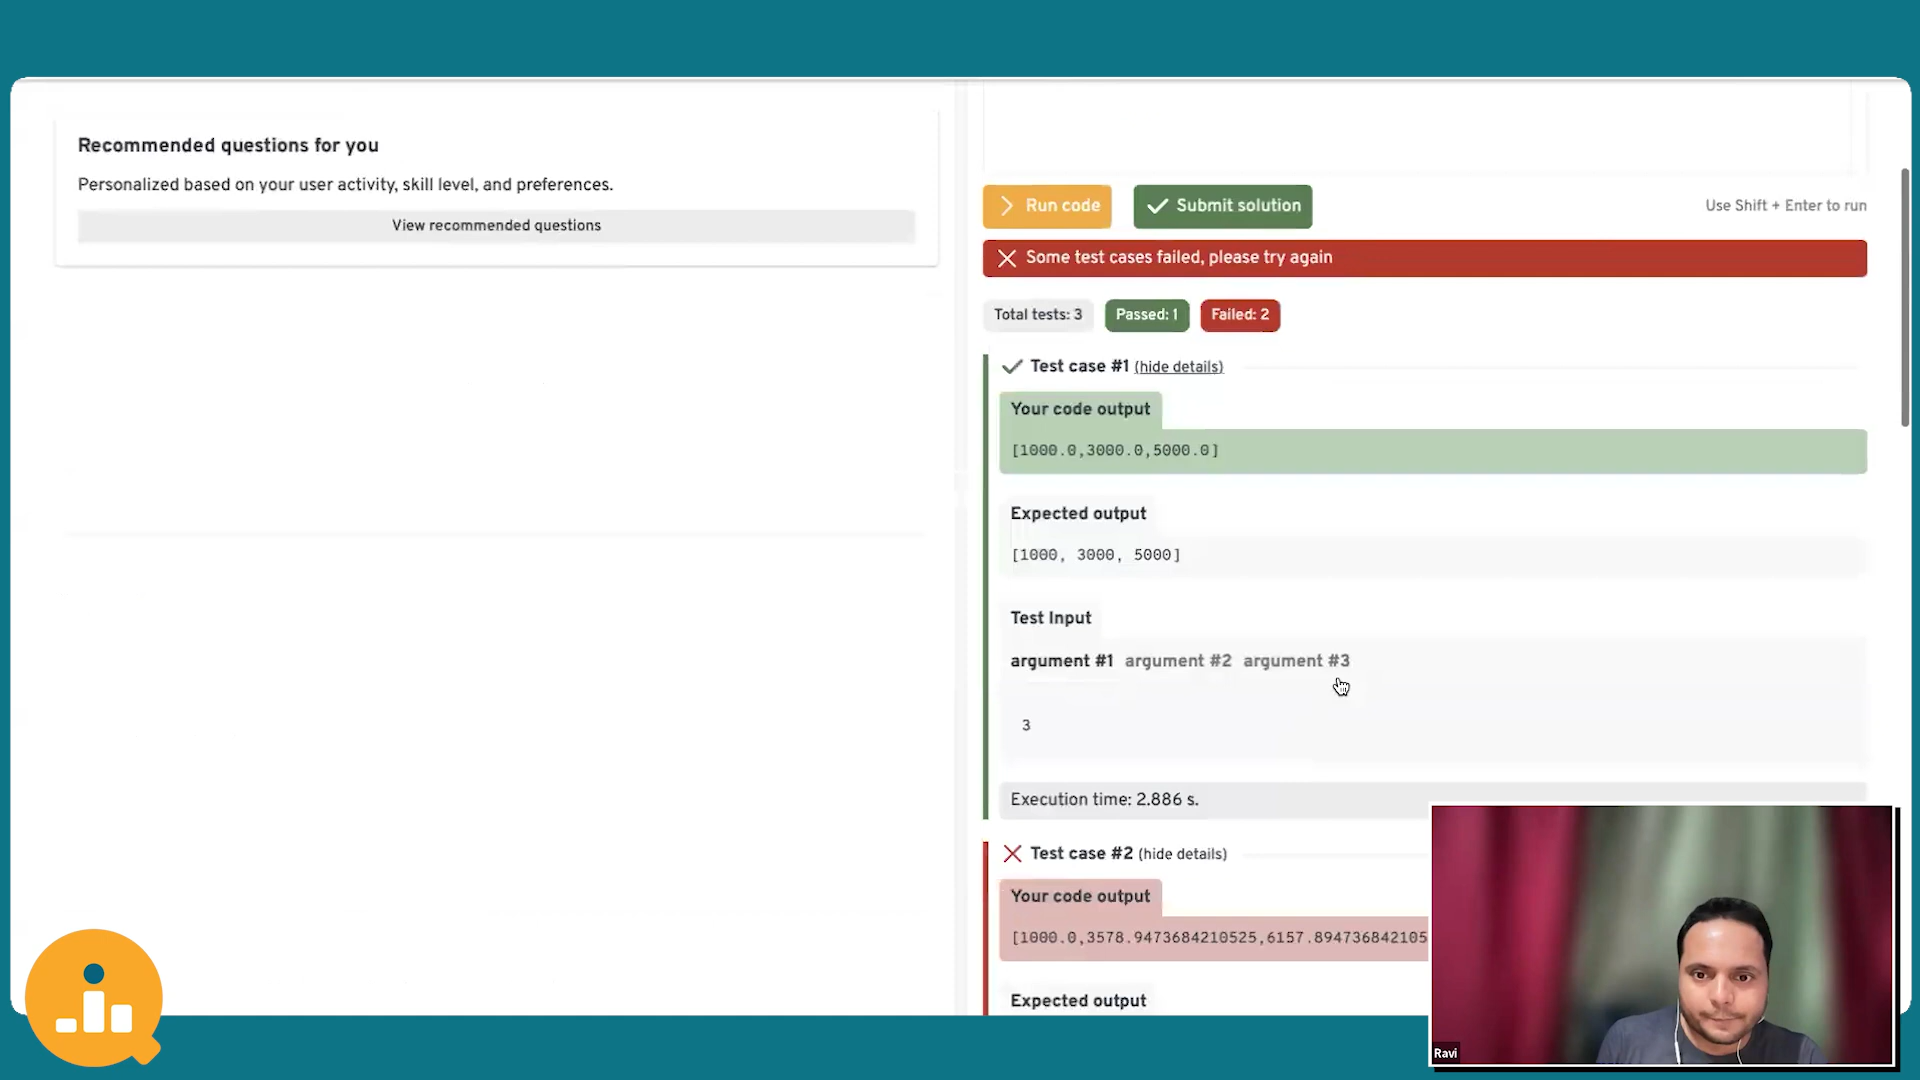 Recommended questions for you
Personalized based on your user activity, skill level, and preferences.
View recommended questions
Run code
Submit solution
Use Shift + Enter to run
Some test cases failed, please try again
Total tests: 3
Passed: 1
Failed: 2
Test case #1 (hide details)
Your code output
[1000.0,3000.0,5000.0]
Expected output
[1000, 3000, 5000]
Test Input
argument #1 argument #2 argument #3
3
Execution time: 2.886 s.
Test case #2 (hide details)
Your code output
[1000.0,3578.9473684210525,6157.894736842105
Expected output
Ravi